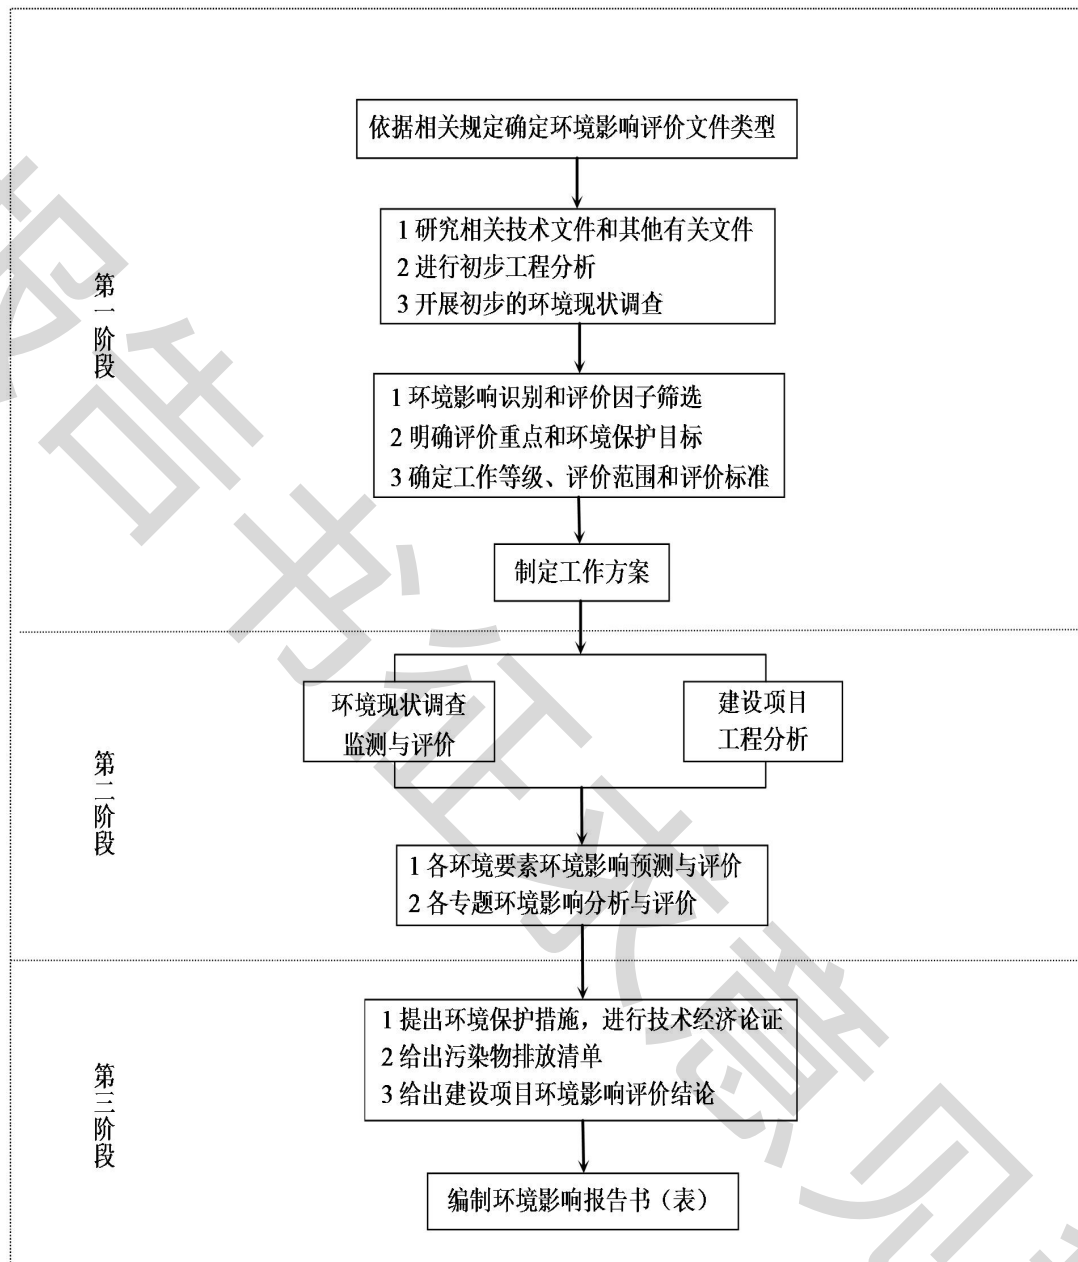 依据相关规定确定环境影响评价文件类型
1 研究相关技术文件和其他有关文件
2 进行初步工程分析
3 开展初步的环境现状调查
第一阶段
1 环境影响识别和评价因子筛选
2 明确评价重点和环境保护目标
3 确定工作等级、评价范围和评价标准
制定工作方案
环境现状调查
监测与评价
建设项目
工程分析
第二阶段
1 各环境要素环境影响预测与评价
2 各专题环境影响分析与评价
1 提出环境保护措施，进行技术经济论证
2 给出污染物排放清单
3 给出建设项目环境影响评价结论
第三阶段
编制环境影响报告书（表）
报告书征求意见